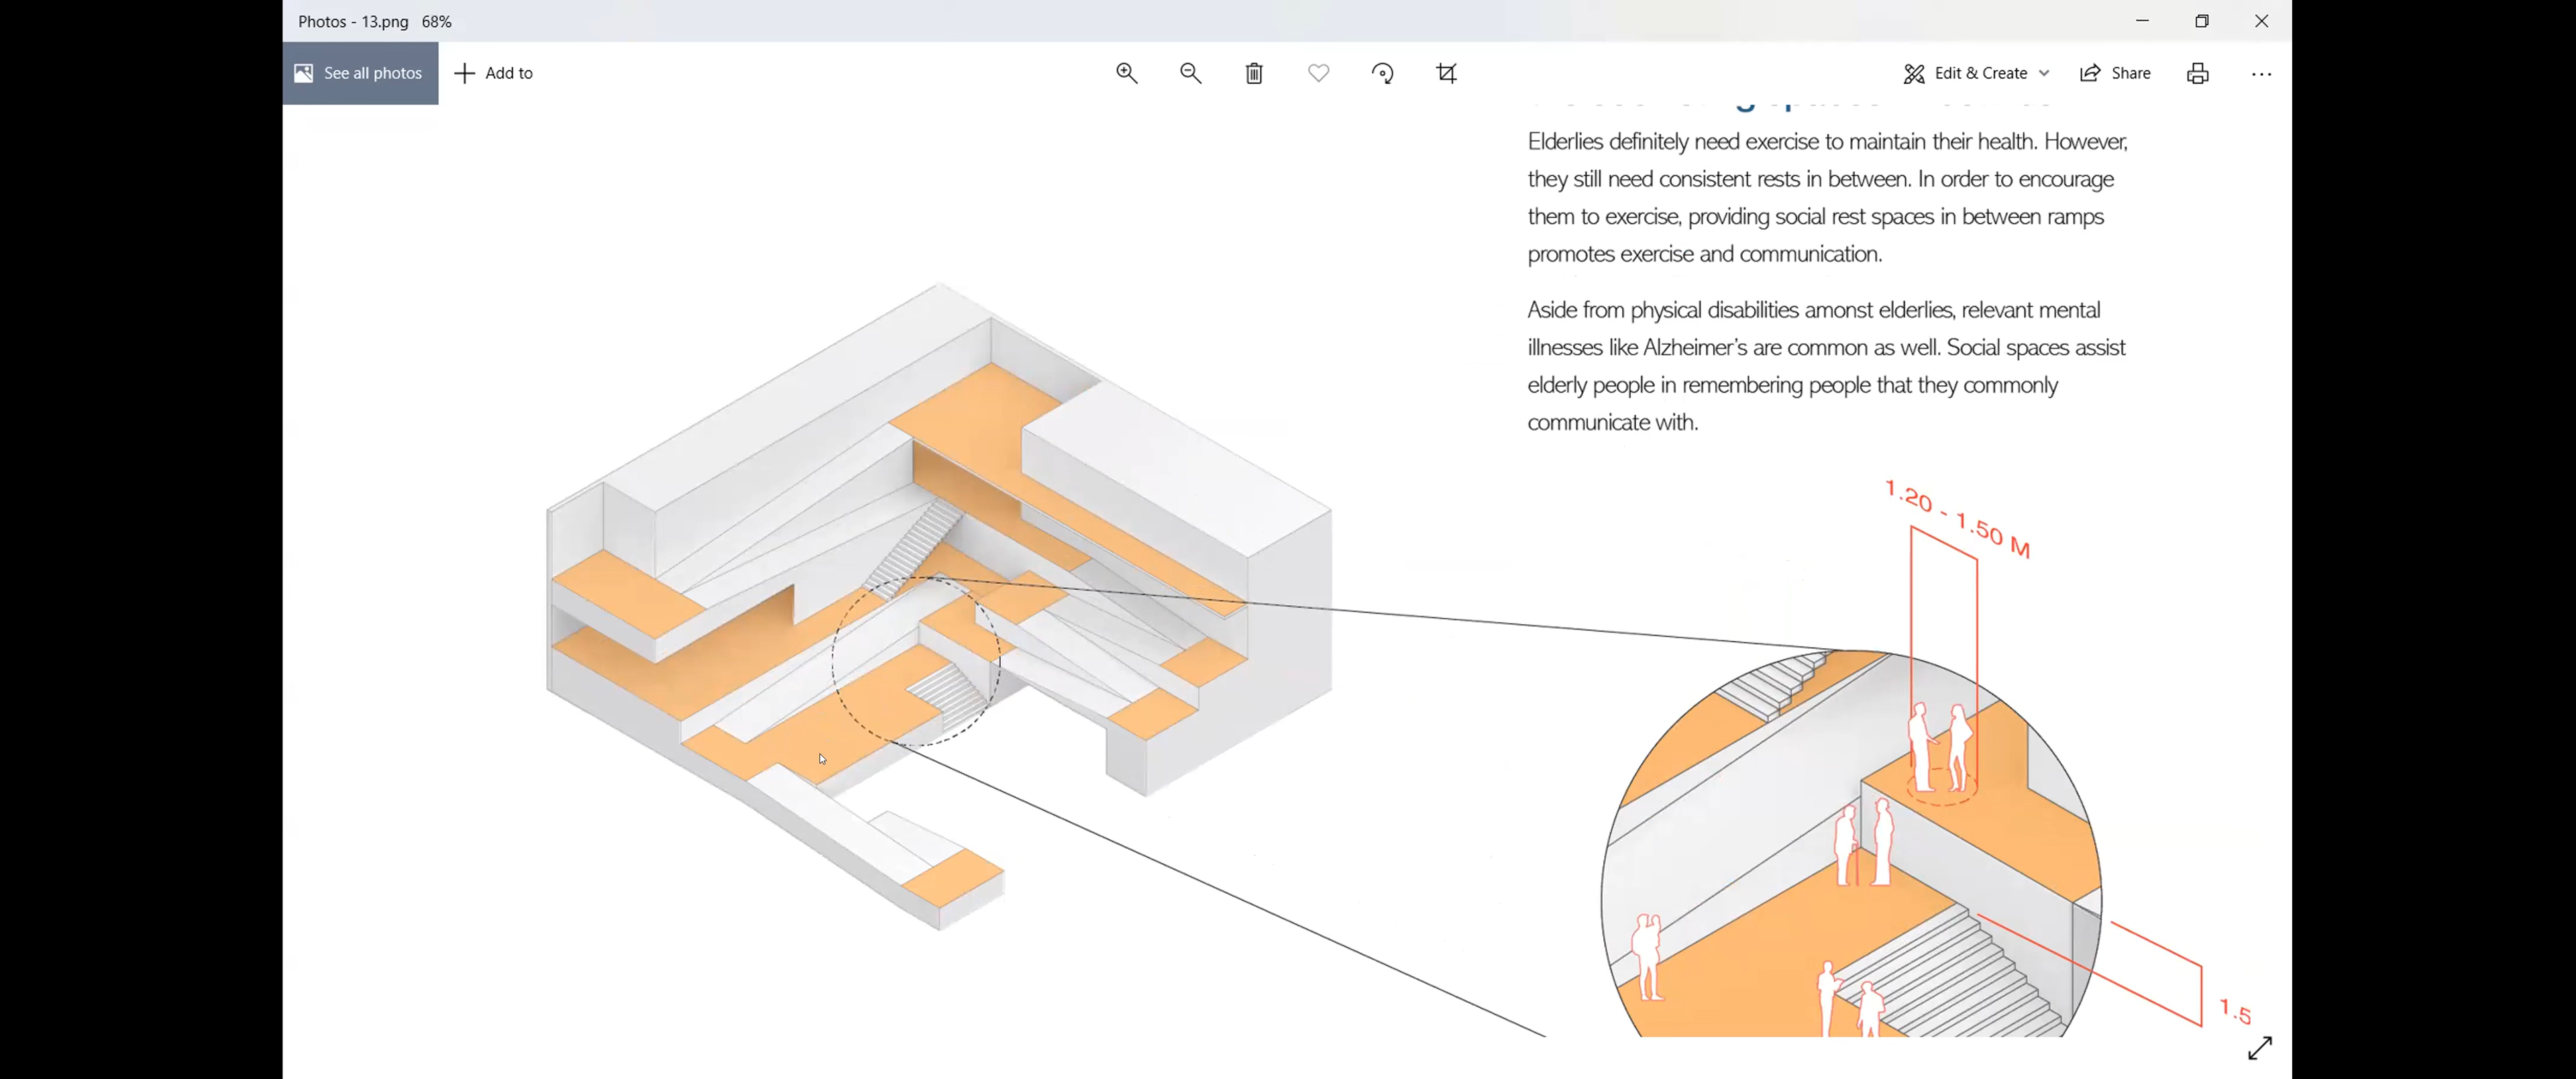 Photos - 13.png 68%
See all photos
Add to
Edit & Create
Share
Elderlies definitely need exercise to maintain their health. However,
they still need consistent rests in between. In order to encourage
them to exercise, providing social rest spaces in between ramps
promotes exercise and communication.
Aside from physical disabilities amonst elderlies, relevant mental
illnesses like Alzheimer's are common as well. Social spaces assist
elderly people in remembering people that they commonly
communicate with.
1.20 - 1.50 M
1.5